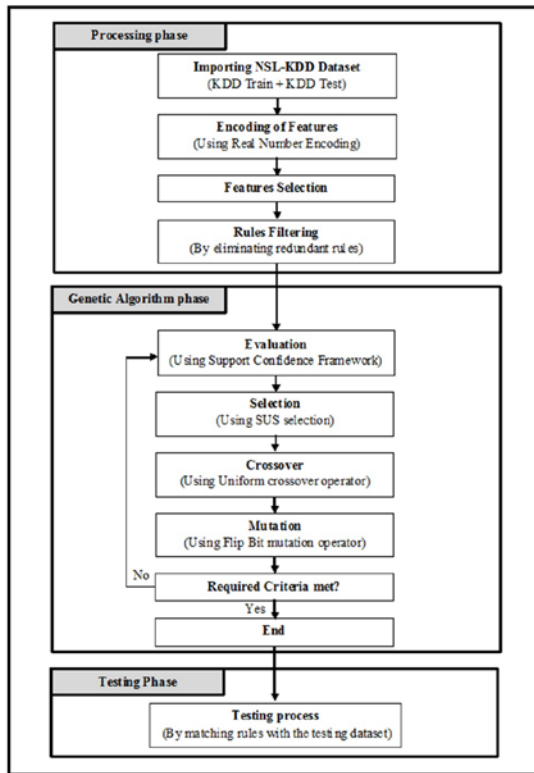 Processing phase
Importing NSL-KDD Dataset
(KDD Train + KDD Test)
Encoding of Features
(Using Real Number Encoding)
Features Selection
Rules Filtering
(By eliminating redundant rules)
Genetic Algorithm phase
Evaluation
(Using Support Confidence Framework)
Selection
(Using SUS selection)
Crossover
(Using Uniform crossover operator)
Mutation
(Using Flip Bit mutation operator)
No
Required Criteria met?
Yes
End
Testing Phase
Testing process
(By matching rules with the testing dataset)